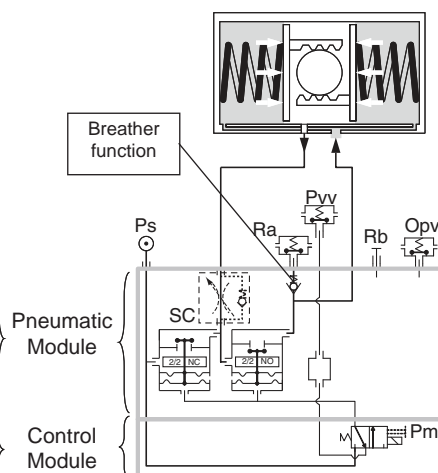 Breather
function
Pvv
Ps
Ra
Rb
Opv
SC
Pneumatic
Module
2/2 NC
2/2 NO
Control
Module
Pm